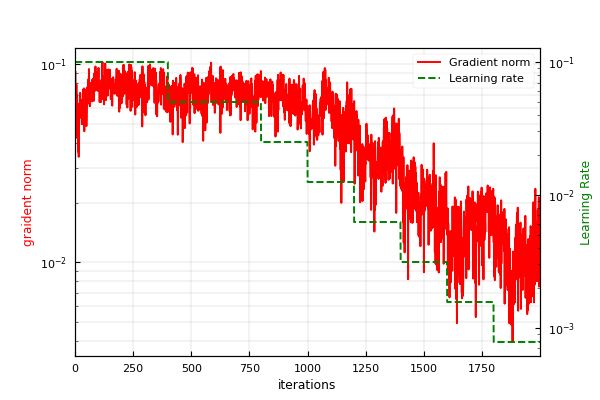 Gradient norm
Learning rate
10⁻¹
10⁻²
graident norm
10⁻¹
10⁻²
10⁻³
Learning Rate
0 250 500 750 1000 1250 1500 1750
iterations